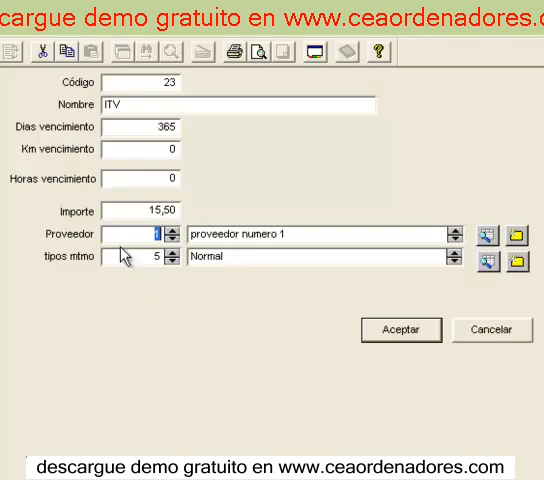 cargue demo gratuito en www.ceaordenadores.
Código 23
Nombre ITV
Dias vencimiento 365
Km vencimiento 0
Horas vencimiento 0
Importe 15,50
Proveedor 1 proveedor numero 1
tipos mtmo 5 Normal
Aceptar Cancelar
descargue demo gratuito en www.ceaordenadores.com